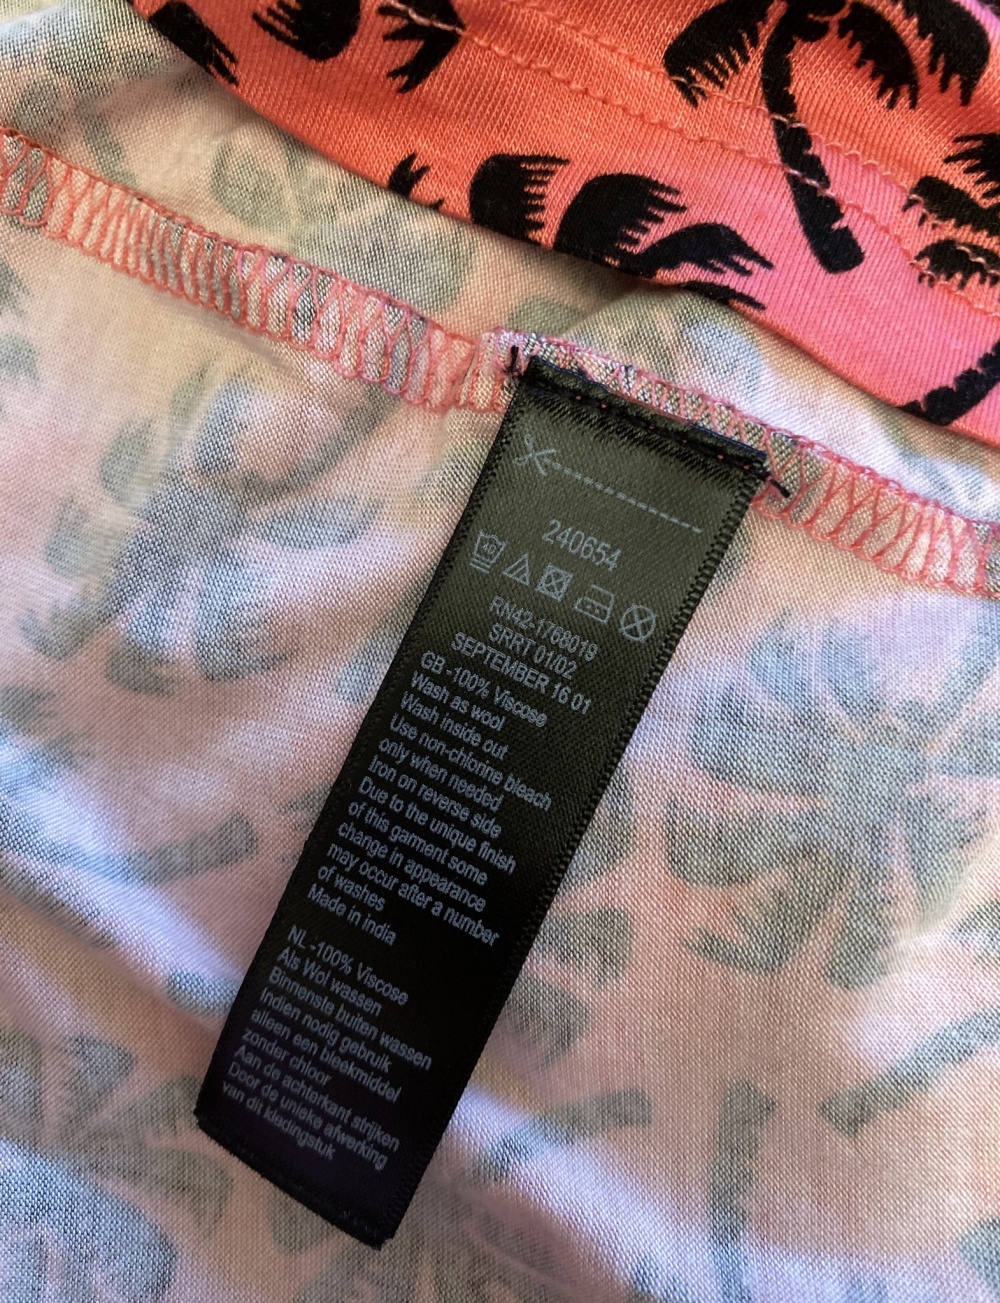 240654
40
RN42-1768019
SRRT 01/02
SEPTEMBER 16 01
GB -100% Viscose
Wash as wool
Wash inside out
Use non-chlorine bleach
only when needed
Iron on reverse side
Due to the unique finish
of this garment some
change in appearance
may occur after a number
of washes
Made in india
NL -100% Viscose
Als Wol wassen
Binnenste buiten wassen
Indien nodig gebruik
alleen een bleekmiddel
zonder chloor
Aan de achterkant strijken
Door de unieke afwerking
van dit kledingstuk